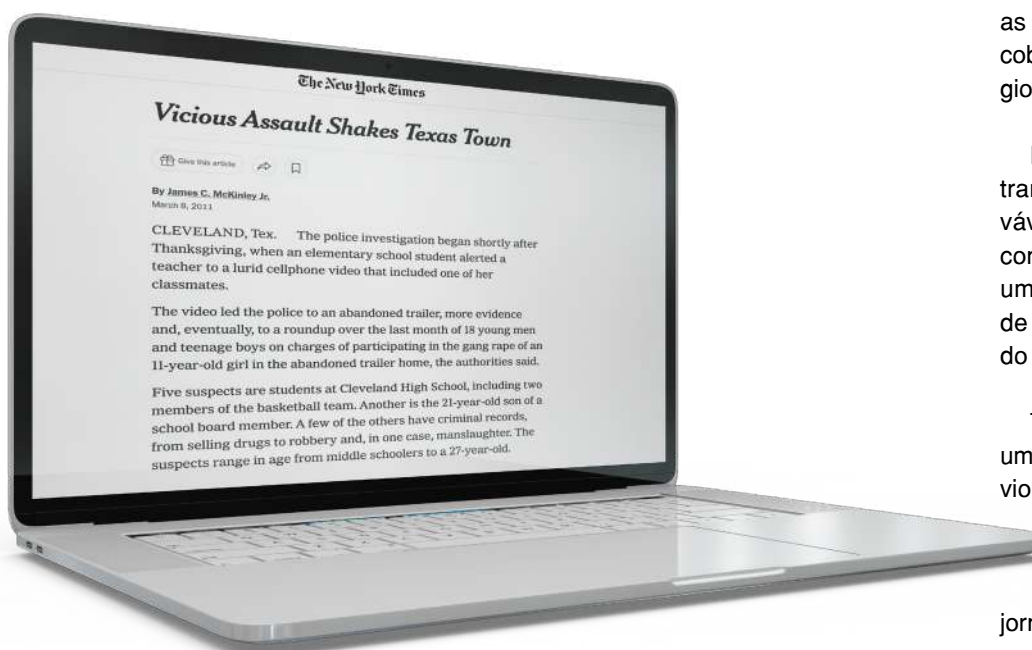 The New York Times
Vicious Assault Shakes Texas Town
Give this article
By James C. McKinley Jr.
March 8, 2011
CLEVELAND, Tex. The police investigation began shortly after
Thanksgiving, when an elementary school student alerted a
teacher to a lurid cellphone video that included one of her
classmates.
The video led the police to an abandoned trailer, more evidence
and, eventually, to a roundup over the last month of 18 young men
and teenage boys on charges of participating in the gang rape of an
11-year-old girl in the abandoned trailer home, the authorities said.
Five suspects are students at Cleveland High School, including two
members of the basketball team. Another is the 21-year-old son of a
school board member. A few of the others have criminal records,
from selling drugs to robbery and, in one case, manslaughter. The
suspects range in age from middle schoolers to a 27-year-old.
as
cob
gio
tran
váv
um
de
do
um
vio
jorn